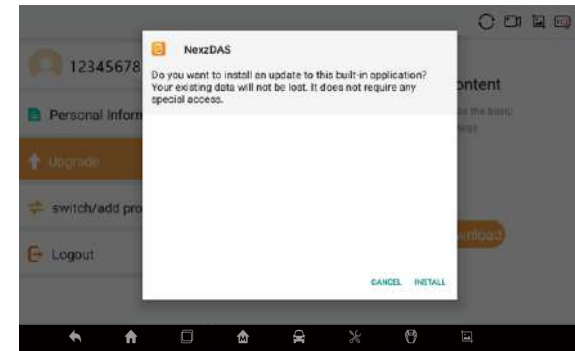 NexzDAS
12345678
Do you want to install an update to this built-in application?
Your existing data will not be lost. It does not require any
special access.
ontent
Personal Inform
Upgrade
switch/add pro
wnload
Logout
CANCEL INSTALL